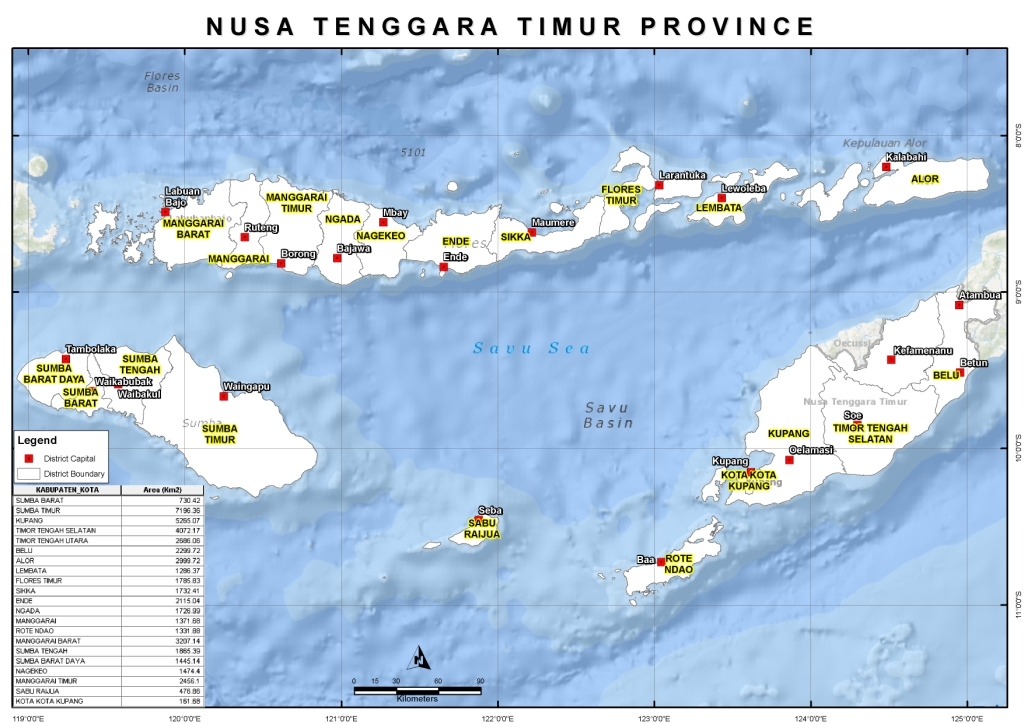 NUSA TENGGARA TIMUR PROVINCE
Flores
Basin
5101
Kepulauan Alor
Kalabahi
ALOR
Larantuka
FLORES
TIMUR
Lewoleba
LEMBATA
Labuan
Bajo
MANGGARAI
BARAT
MANGGARAI
TIMUR
Ruteng
MANGGARAI
Borong
NGADA
Bajawa
Mbay
NAGEKEO
ENDE
Flores
Ende
SIKKA
Maumere
8°0'0"S
9°0'0"S
10°0'0"S
11°0'0"S
Savu Sea
Savu
Basin
Atambua
Oecussi
Kefamenanu
Betun
BELU
Nusa Tenggara Timur
Soe
TIMOR TENGAH
SELATAN
KUPANG
Oelamasi
Kupang
KOTA KOTA
KUPANG
Tambolaka
SUMBA
BARAT DAYA
SUMBA
TENGAH
Waikabubak
SUMBA
BARAT
Waibakul
Waingapu
Sumba
SUMBA
TIMUR
Seba
SABU
RAIJUA
Baa
ROTE
NDAO
Legend
District Capital
District Boundary
KABUPATEN_KOTA Area (Km2)
SUMBA BARAT 730.42
SUMBA TIMUR 7196.36
KUPANG 5265.07
TIMOR TENGAH SELATAN 4072.17
TIMOR TENGAH UTARA 2686.06
BELU 2299.72
ALOR 2999.72
LEMBATA 1286.37
FLORES TIMUR 1785.83
SIKKA 1732.41
ENDE 2115.04
NGADA 1726.99
MANGGARAI 1371.68
ROTE NDAO 1331.88
MANGGARAI BARAT 3207.14
SUMBA TENGAH 1865.39
SUMBA BARAT DAYA 1445.14
NAGEKEO 1474.4
MANGGARAI TIMUR 2456.1
SABU RAIJUA 476.86
KOTA KOTA KUPANG 161.68
N
0 15 30 60 90
Kilometers
119°0'0"E 120°0'0"E 121°0'0"E 122°0'0"E 123°0'0"E 124°0'0"E 125°0'0"E